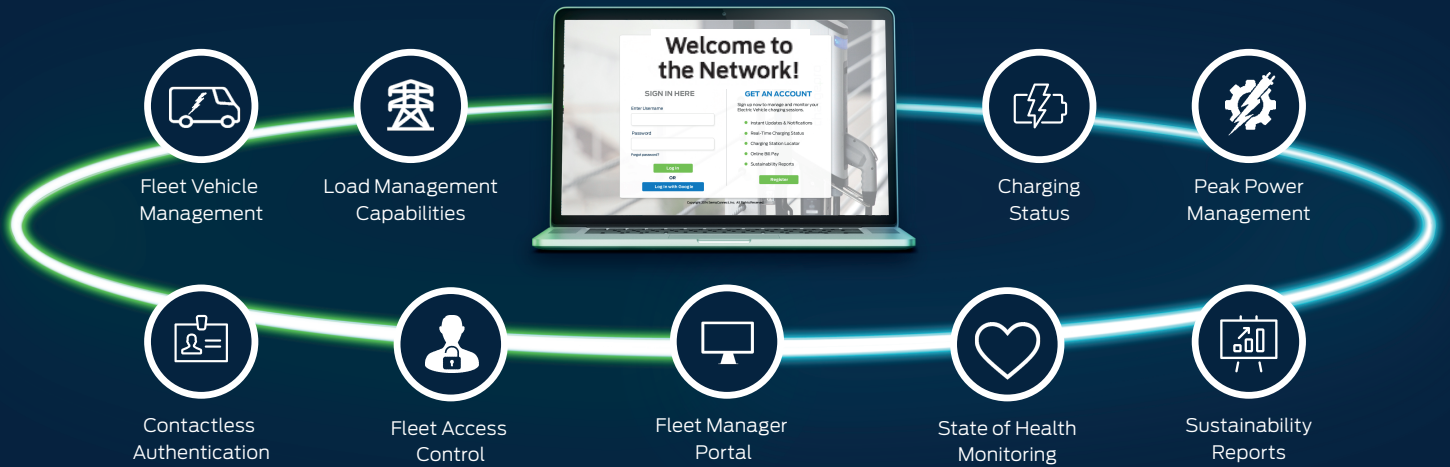 Welcome to
the Network!
SIGN IN HERE
Enter Username
Password
Forgot password?
Log in
OR
Log in with Google
GET AN ACCOUNT
Sign up now to manage and monitor your
Electric Vehicle charging sessions.
Instant Updates & Notifications
Real-Time Charging Status
Charging Station Locator
Online Bill Pay
Sustainability Reports
Register
Fleet Vehicle
Management
Load Management
Capabilities
Charging
Status
Peak Power
Management
Contactless
Authentication
Fleet Access
Control
Fleet Manager
Portal
State of Health
Monitoring
Sustainability
Reports